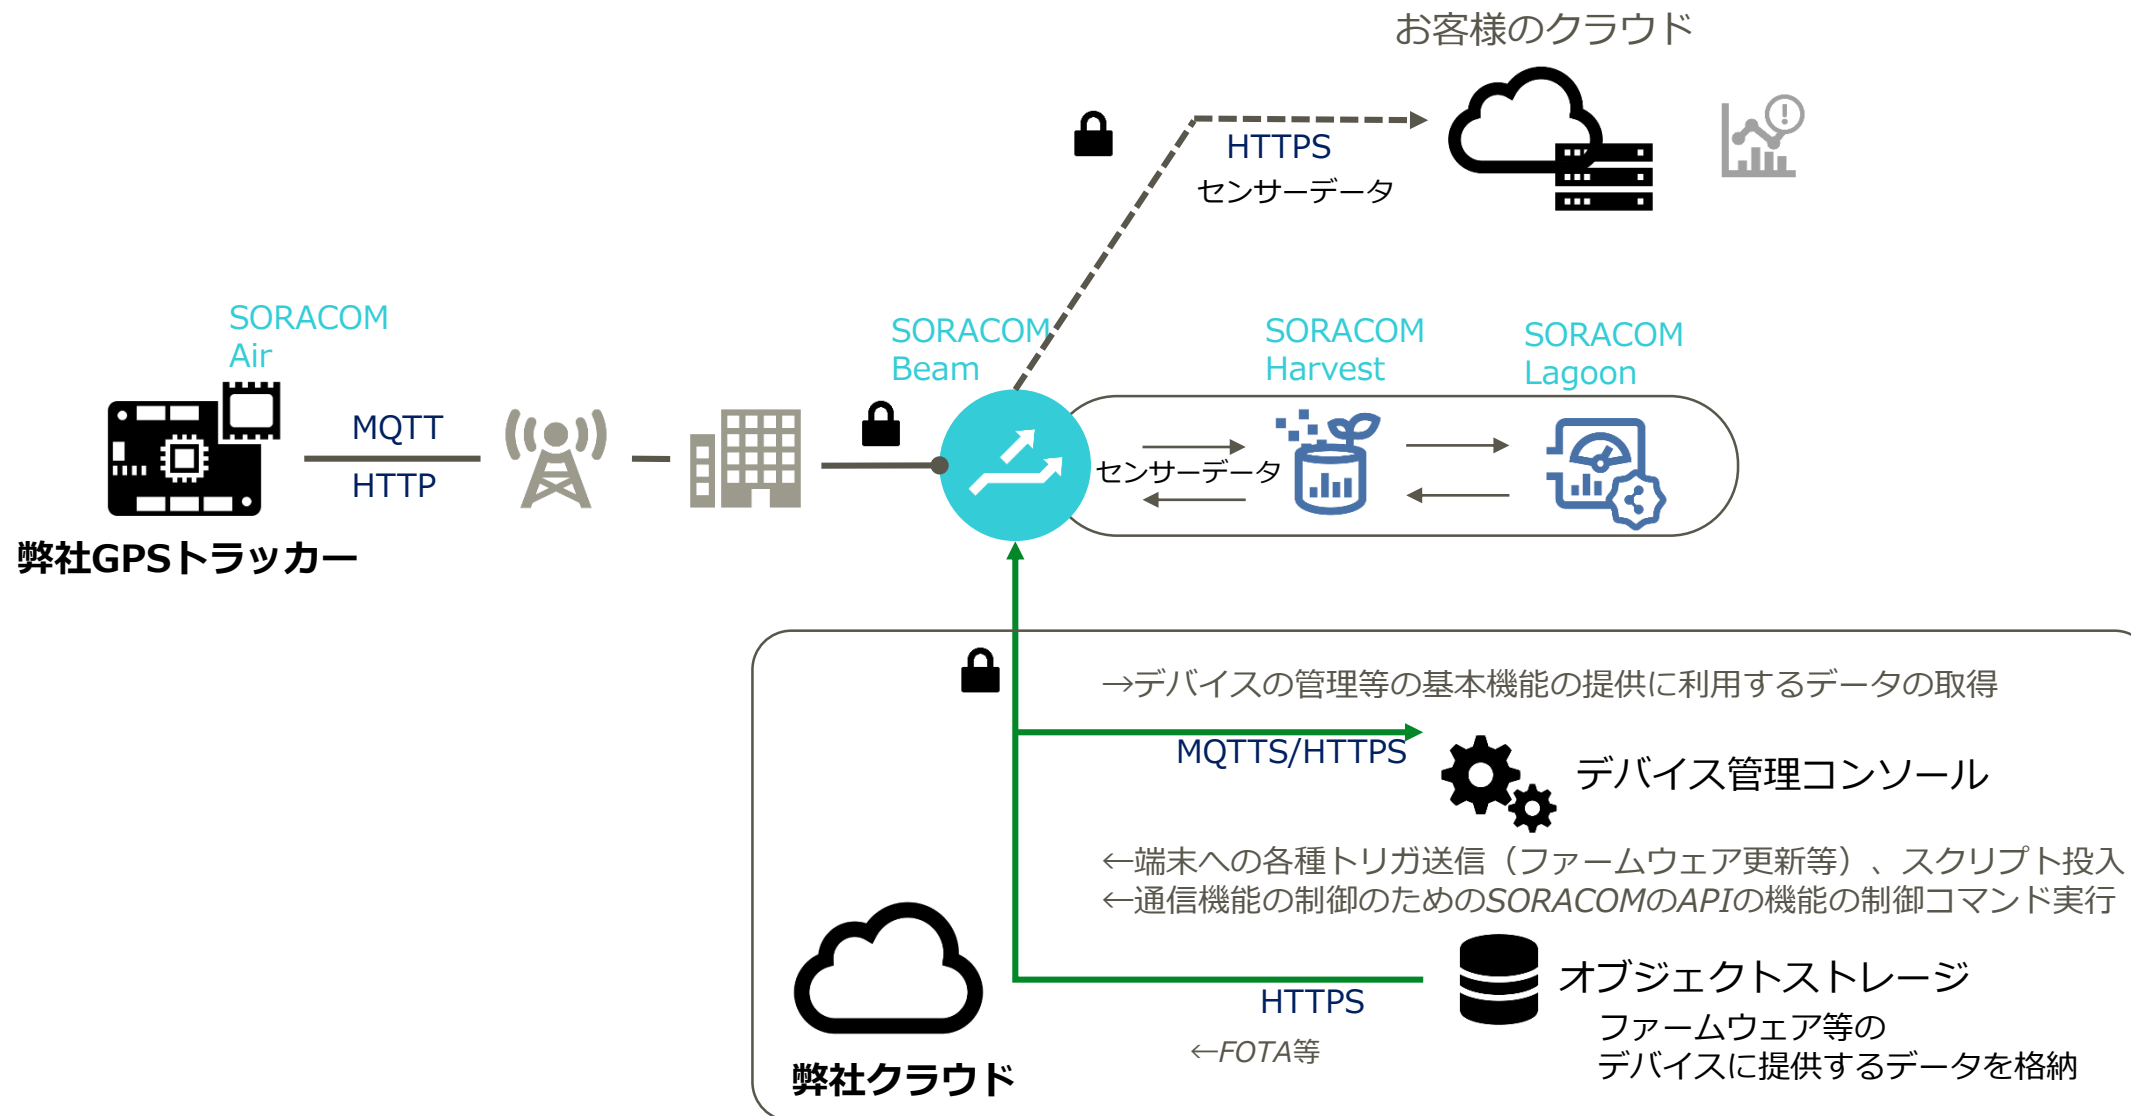 お客様のクラウド
HTTPS
センサーデータ
SORACOM
Air
SORACOM
Beam
SORACOM
Harvest
SORACOM
Lagoon
MQTT
HTTP
センサーデータ
弊社GPSトラッカー
→デバイスの管理等の基本機能の提供に利用するデータの取得
MQTTS/HTTPS
デバイス管理コンソール
←端末への各種トリガ送信（ファームウェア更新等）、スクリプト投入
←通信機能の制御のためのSORACOMのAPIの機能の制御コマンド実行
オブジェクトストレージ
HTTPS
ファームウェア等の
デバイスに提供するデータを格納
←FOTA等
弊社クラウド